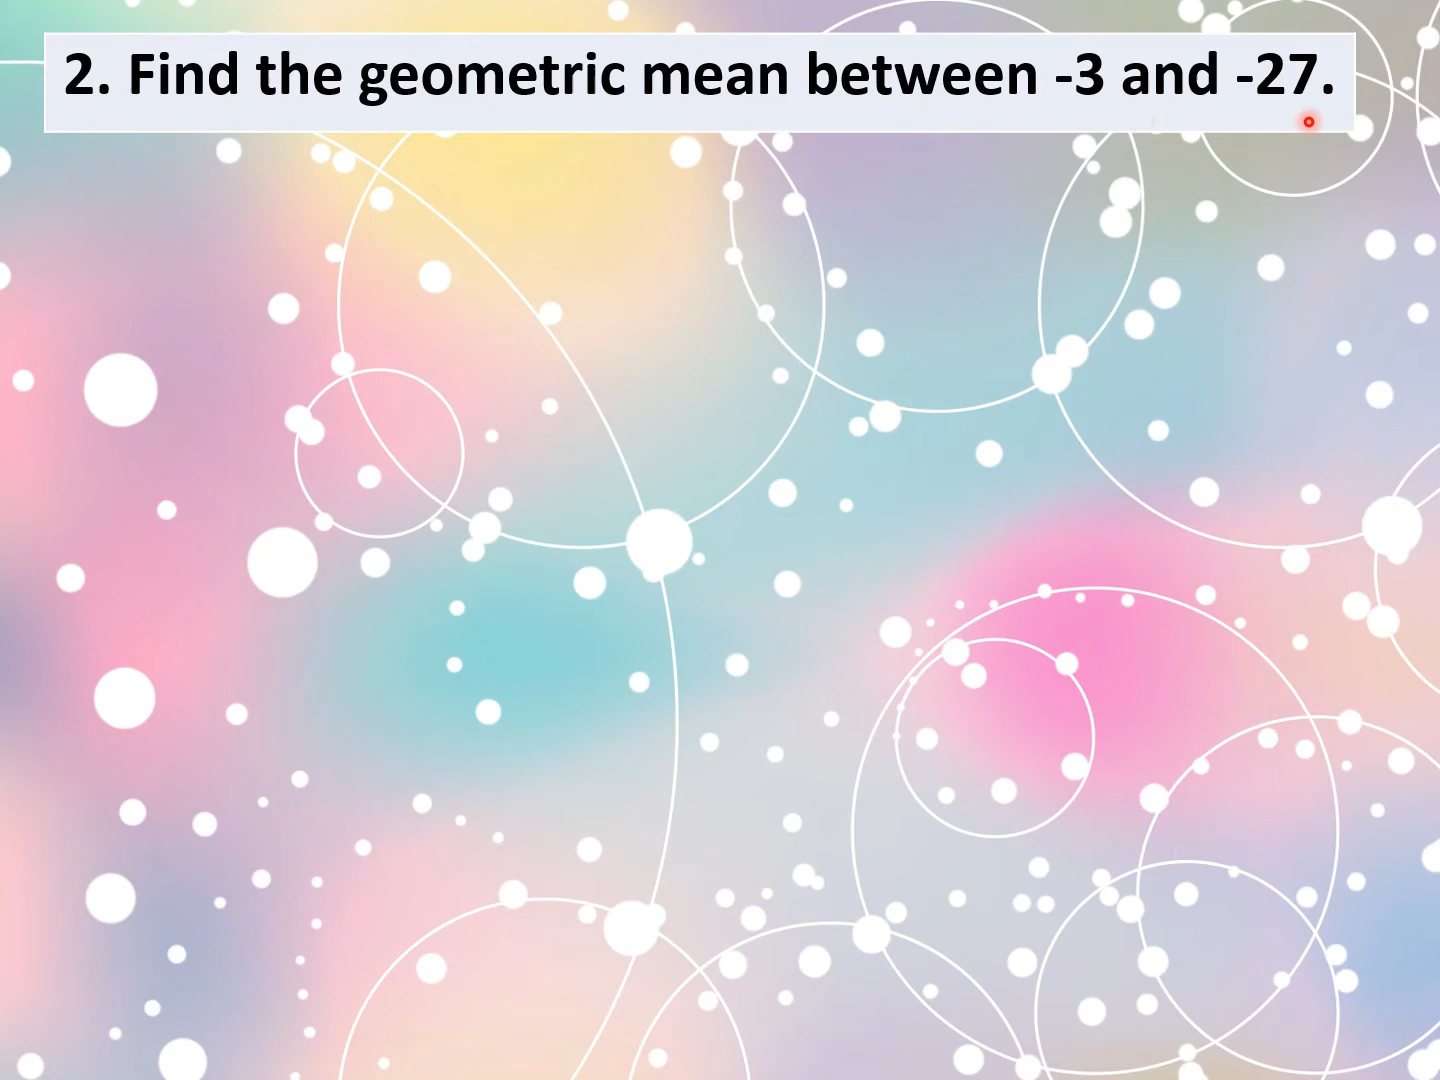 2. Find the geometric mean between -3 and -27.